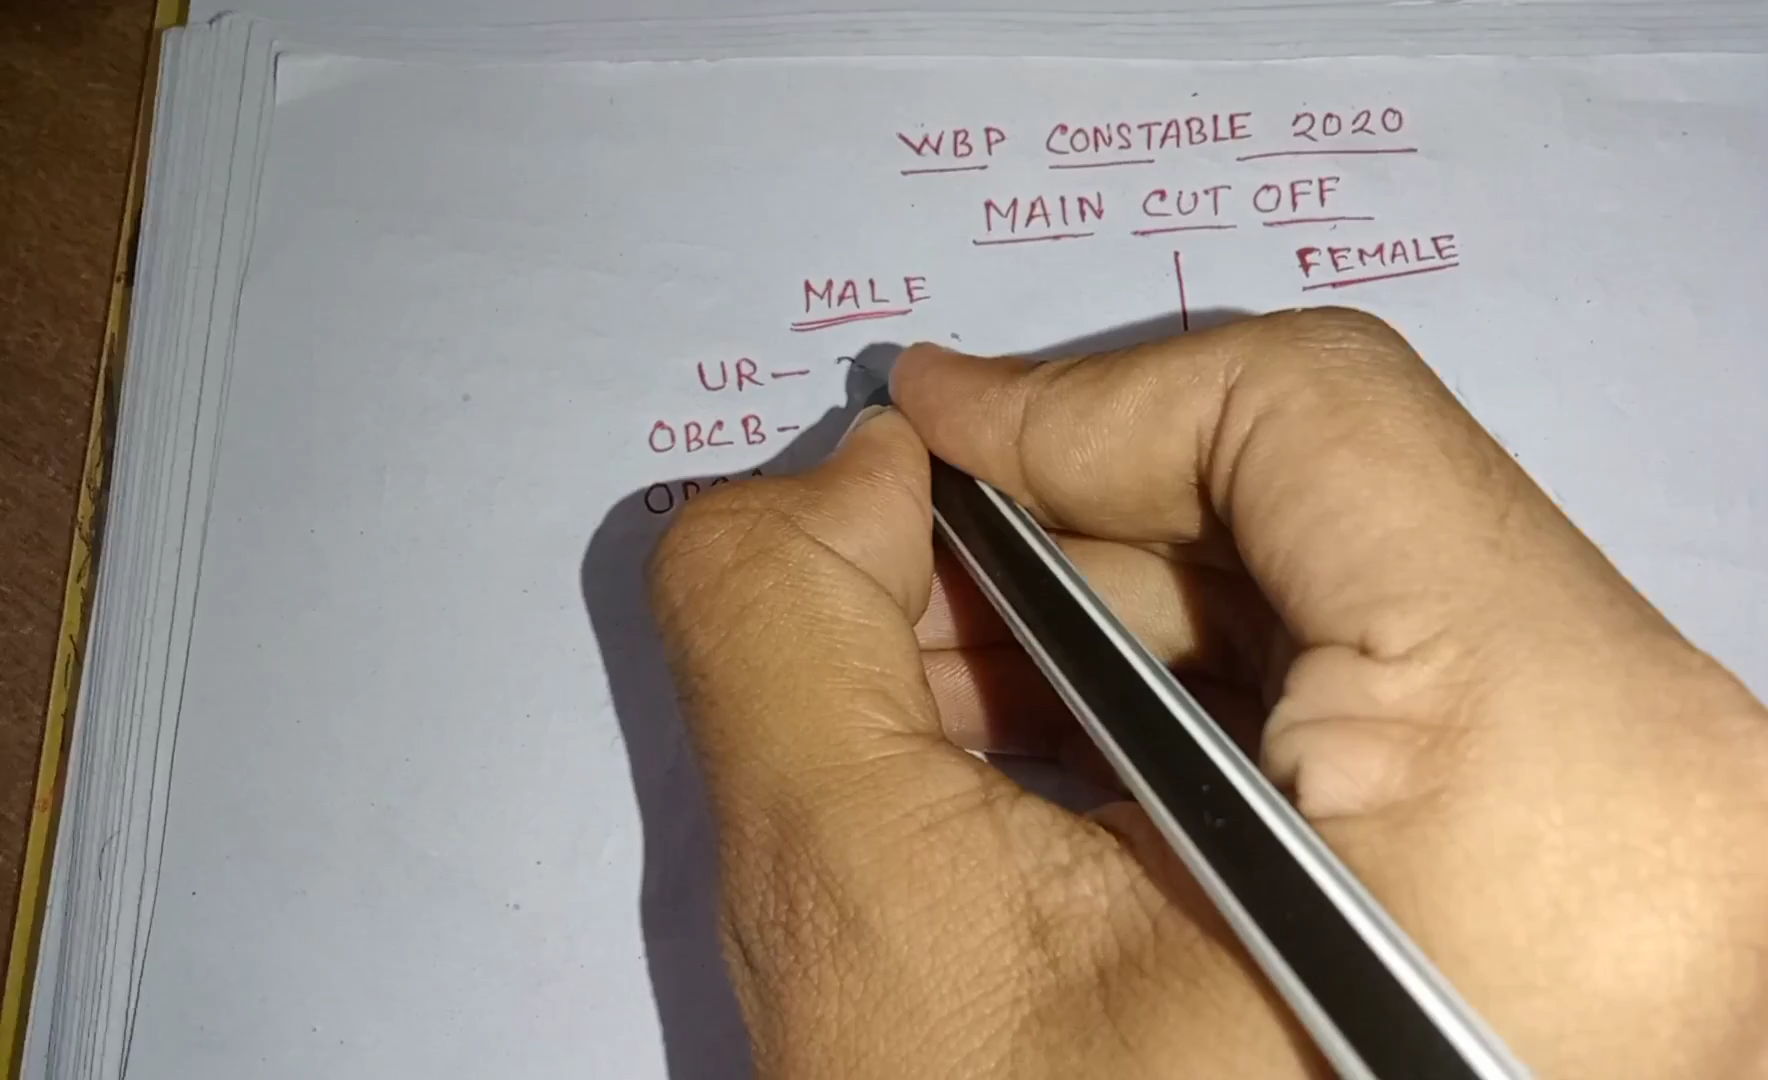 WBP CONSTABLE 2020
MAIN CUT OFF
MALE
FEMALE
UR-
OBCB-